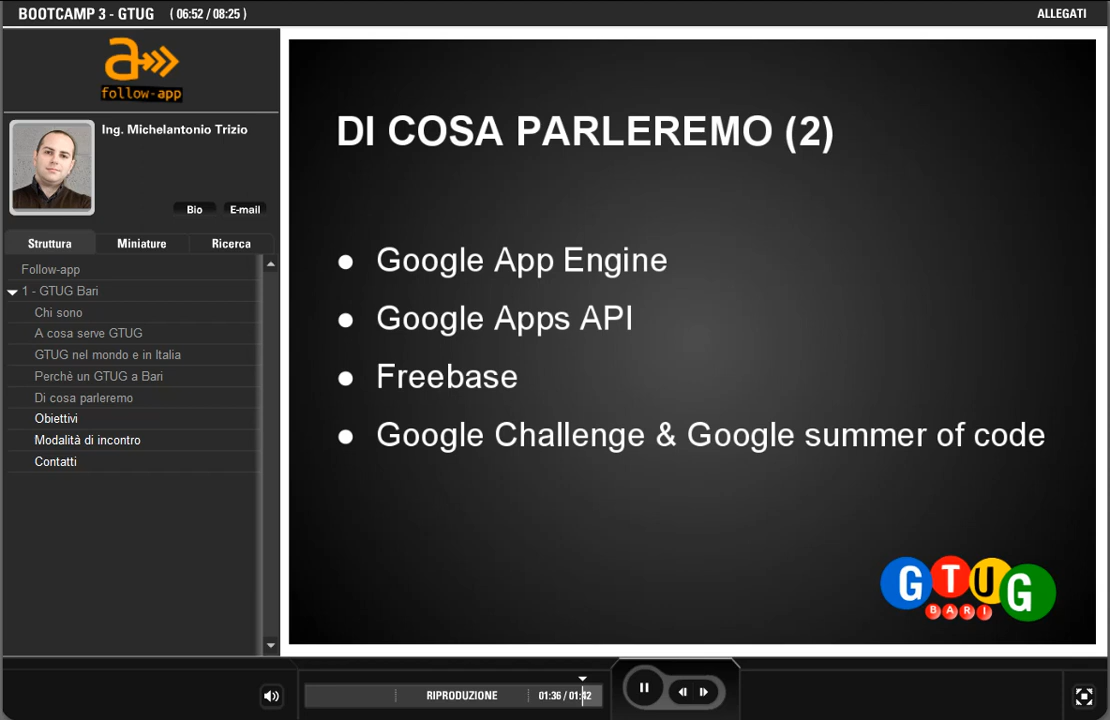 BOOTCAMP 3 - GTUG ( 06:52 / 08:25 )
ALLEGATI
a
follow-app
Ing. Michelantonio Trizio
Bio E-mail
Struttura Miniature Ricerca
Follow-app
1 - GTUG Bari
Chi sono
A cosa serve GTUG
GTUG nel mondo e in Italia
Perchè un GTUG a Bari
Di cosa parleremo
Obiettivi
Modalità di incontro
Contatti
DI COSA PARLEREMO (2)
● Google App Engine
● Google Apps API
● Freebase
● Google Challenge & Google summer of code
GTUG
BARI
RIPRODUZIONE 01:36 / 01:42